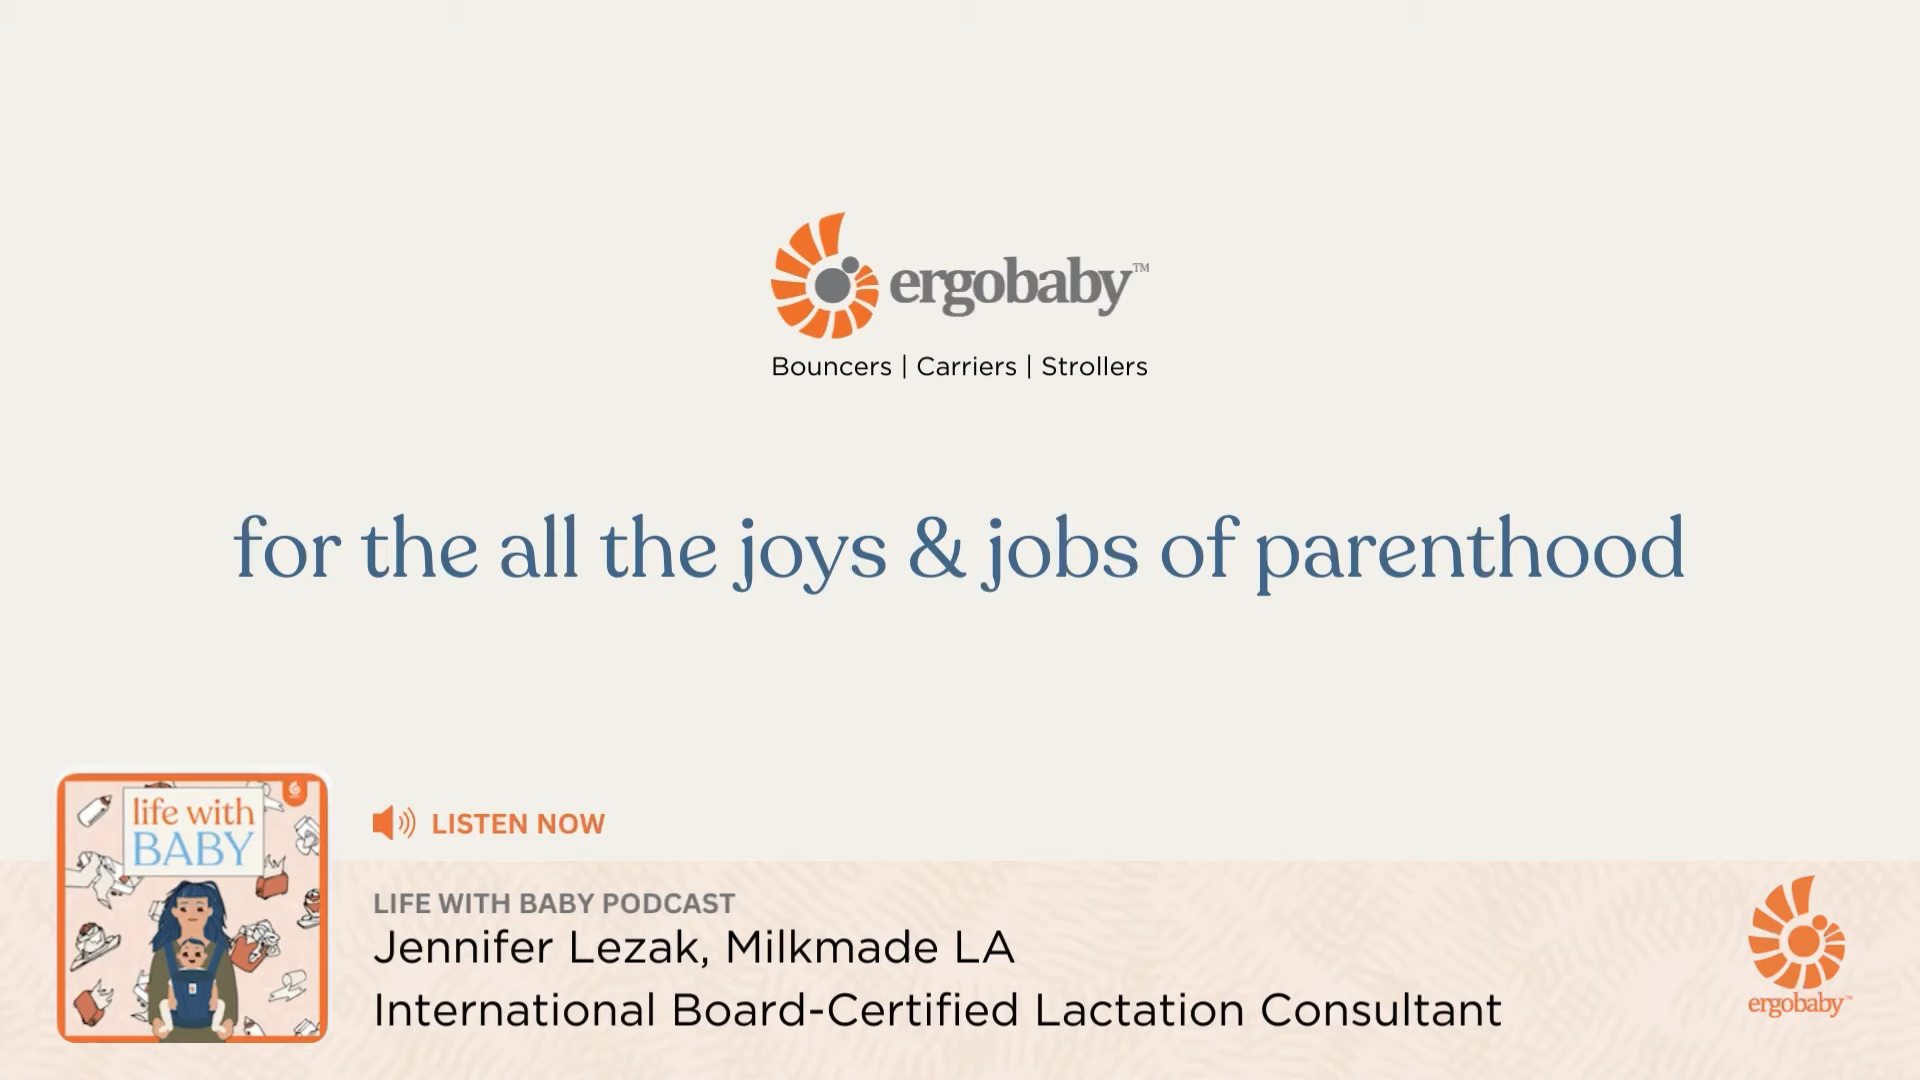 ergobaby™
Bouncers | Carriers | Strollers
for the all the joys & jobs of parenthood
life with
BABY
LISTEN NOW
LIFE WITH BABY PODCAST
Jennifer Lezak, Milkmade LA
International Board-Certified Lactation Consultant
ergobaby™